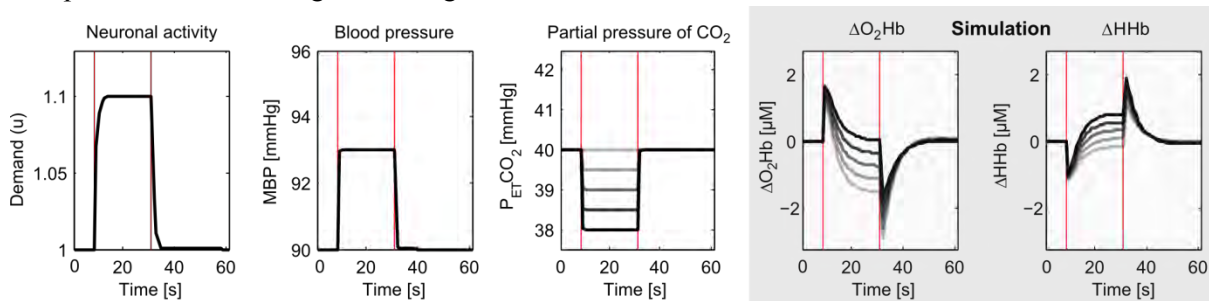 Neuronal activity
Demand (u)
1.1
1.05
1
0 20 40 60
Time [s]
Blood pressure
MBP [mmHg]
96
94
92
90
0 20 40 60
Time [s]
Partial pressure of CO₂
PETCO₂ [mmHg]
42
41
40
39
38
0 20 40 60
Time [s]
Simulation
ΔO₂Hb
ΔO₂Hb [µM]
2
0
−2
0 20 40 60
Time [s]
ΔHHb
ΔHHb [µM]
2
0
−2
0 20 40 60
Time [s]